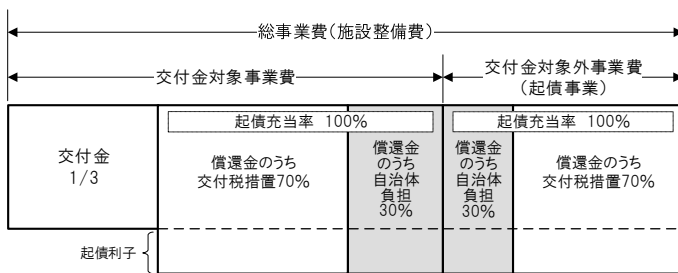 総事業費(施設整備費)
交付金対象事業費
交付金対象外事業費
(起債事業)
交付金
1/3
起債充当率 100%
償還金のうち
交付税措置70%
償還金
のうち
自治体
負担
30%
起債充当率 100%
償還金
のうち
自治体
負担
30%
償還金のうち
交付税措置70%
起債利子